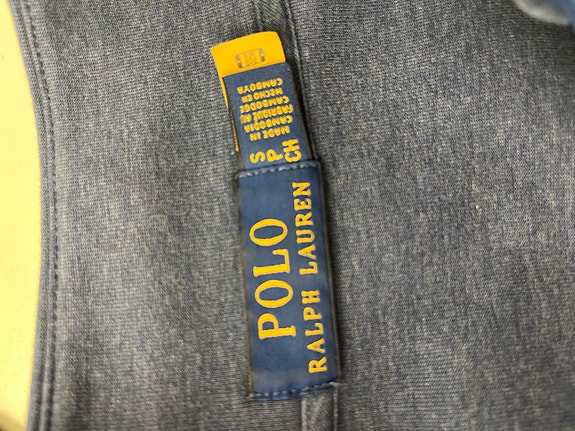 POLO
RALPH LAUREN
S
P
CH
MADE IN
CAMBODIA
FABRIQUÉ AU
CAMBODGE
HECHO EN
CAMBOYA